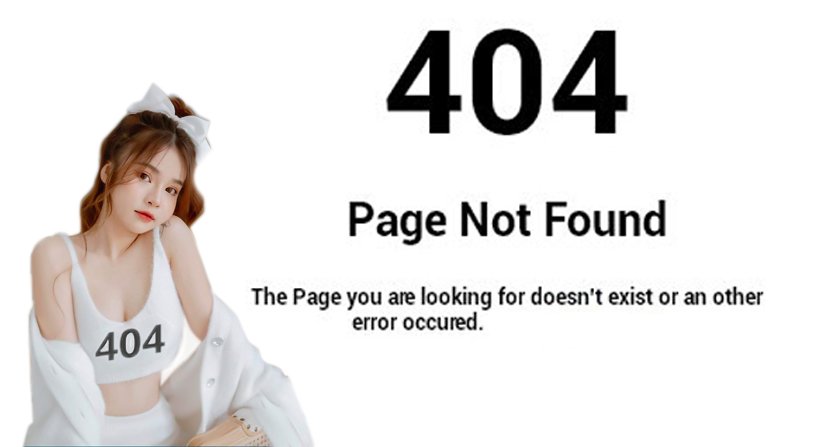 404
Page Not Found
The Page you are looking for doesn't exist or an other
error occured.
404